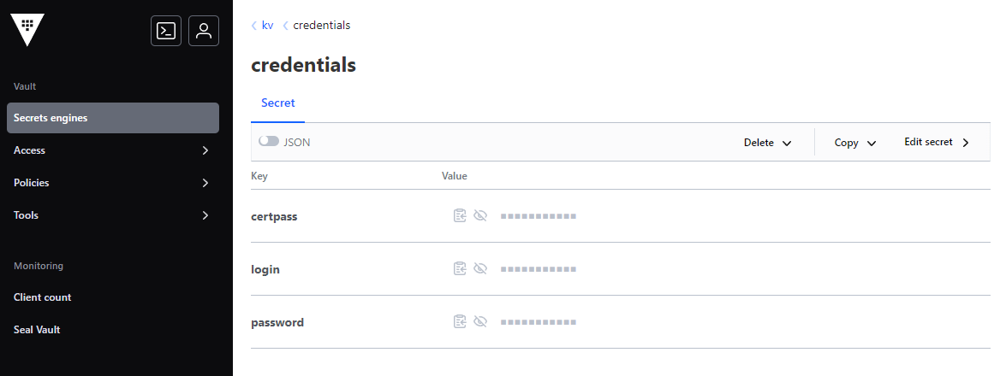 kv
credentials
credentials
Vault
Secrets engines
Access
Policies
Tools
Monitoring
Client count
Seal Vault
Secret
JSON
Delete
Copy
Edit secret
Key Value
certpass
login
password